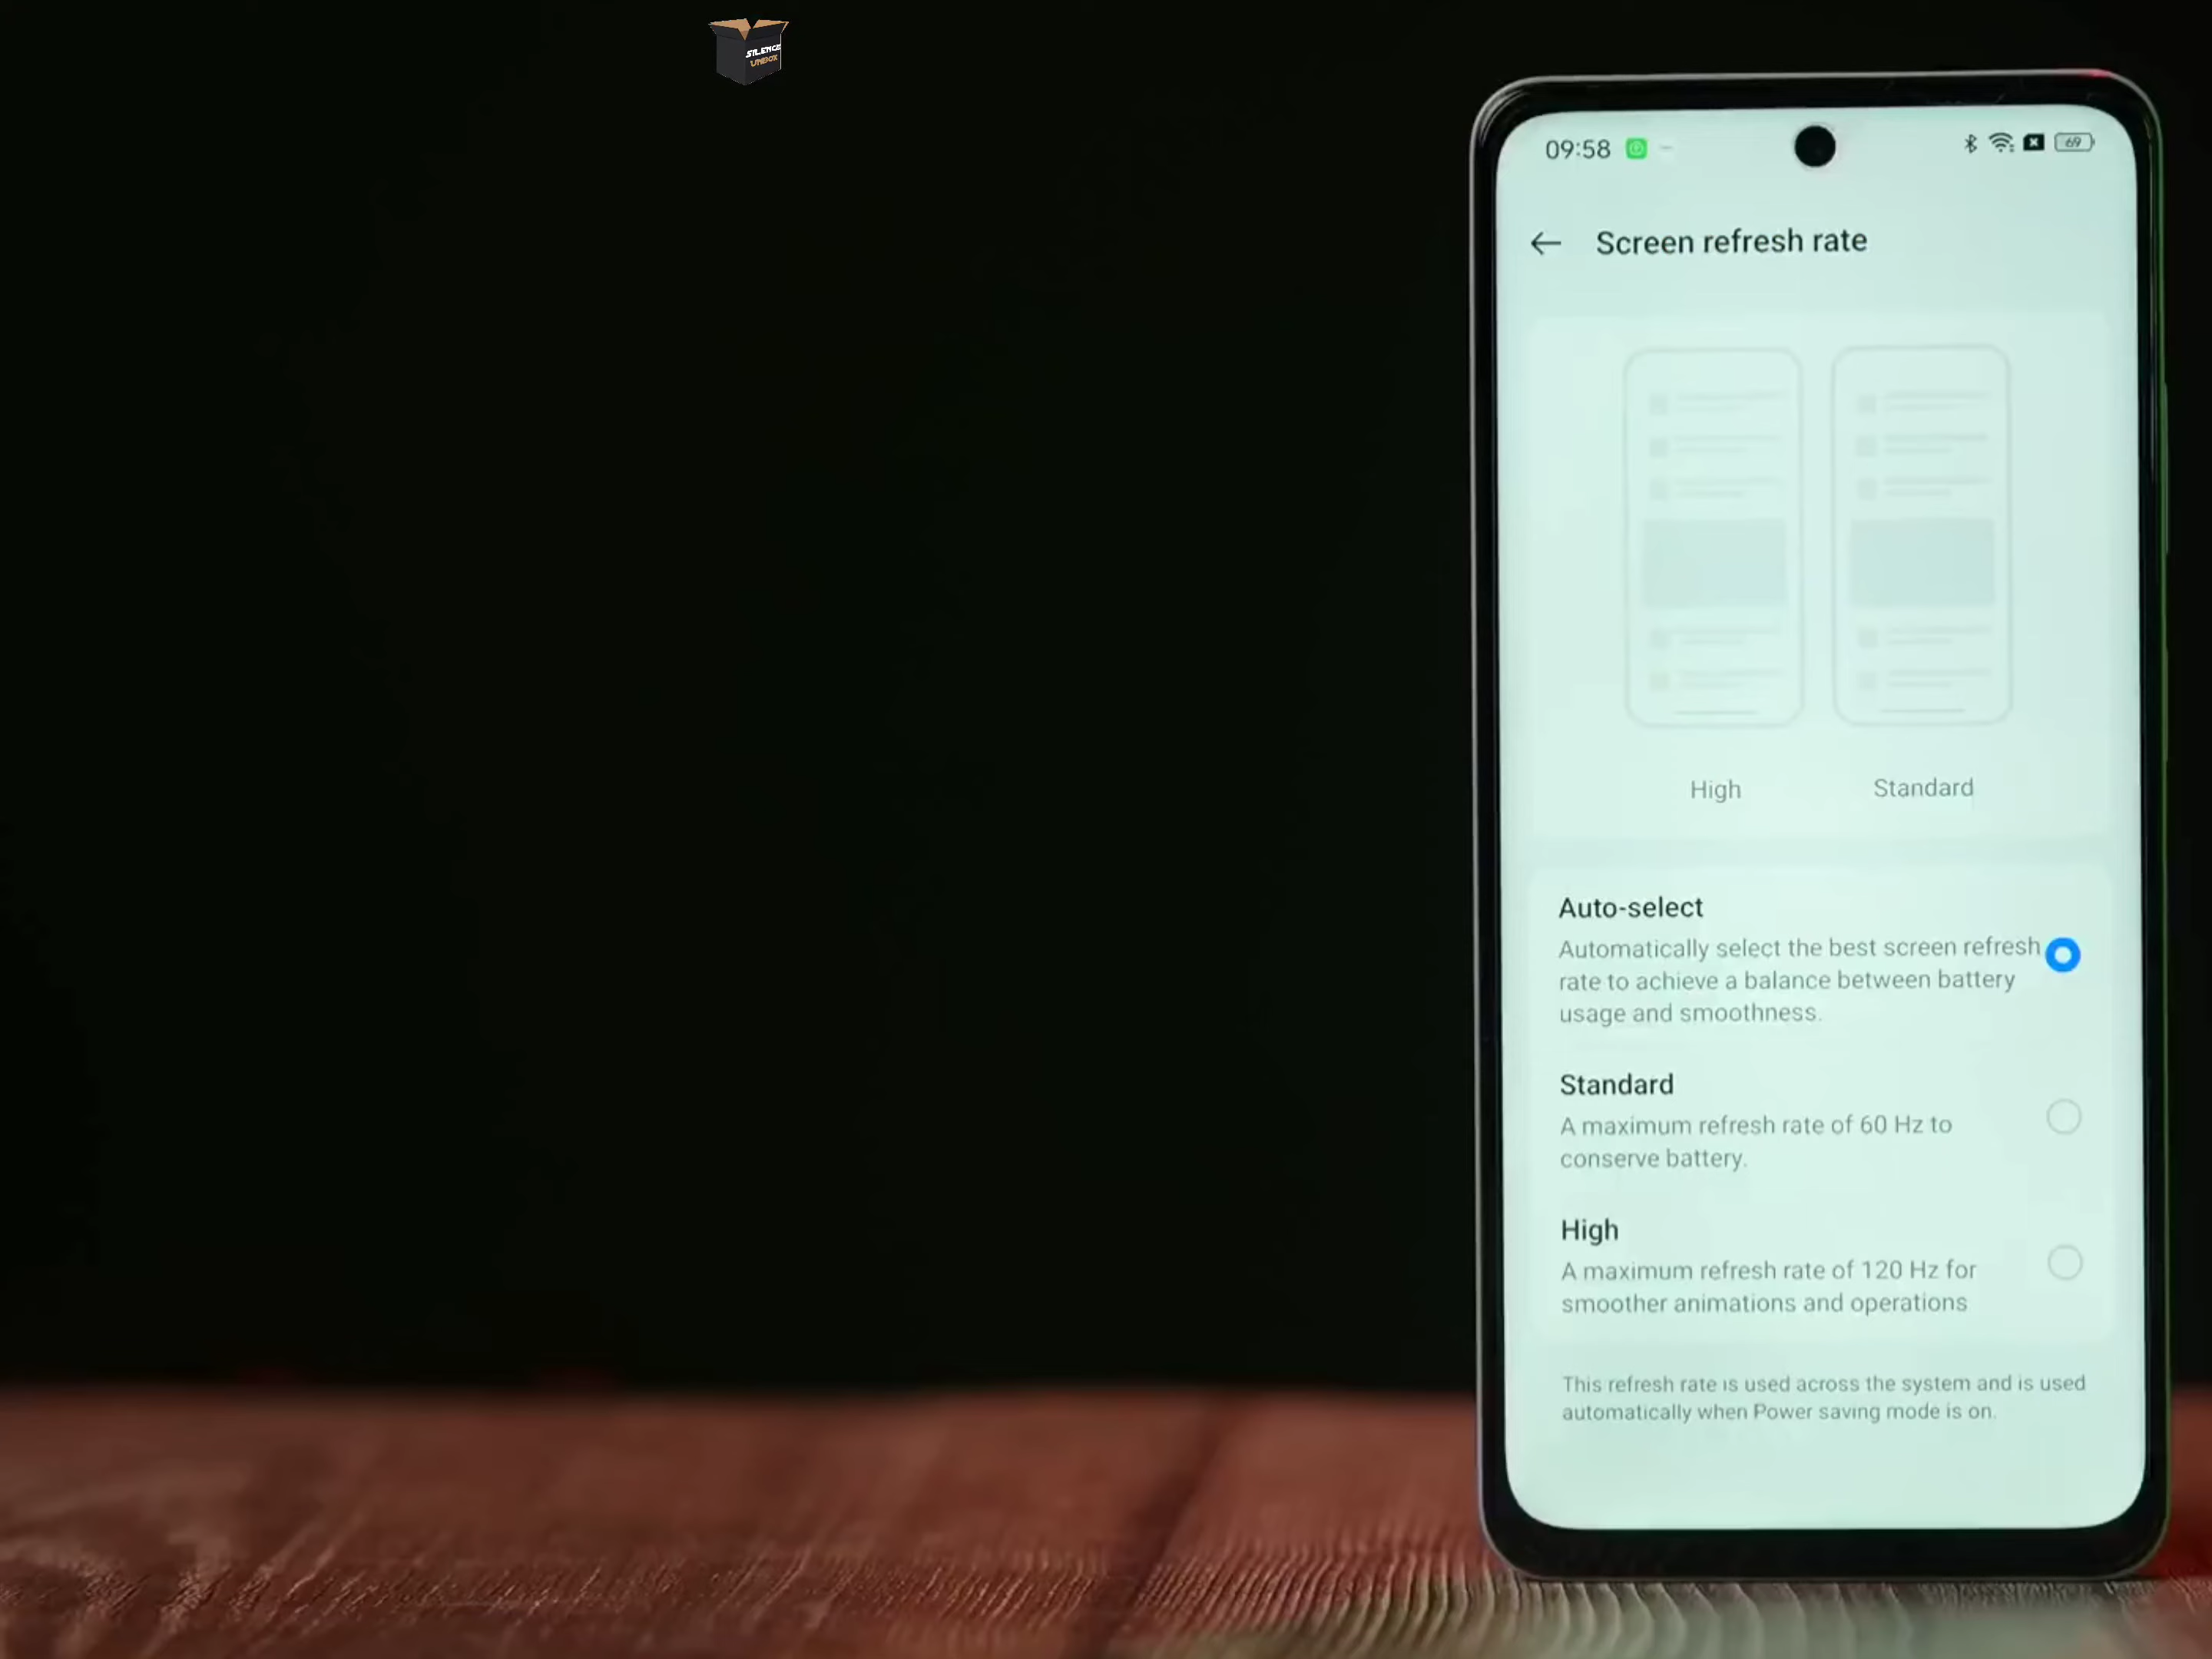 SILENCE
UNBOX
09:58
69
Screen refresh rate
High
Standard
Auto-select
Automatically select the best screen refresh
rate to achieve a balance between battery
usage and smoothness.
Standard
A maximum refresh rate of 60 Hz to
conserve battery.
High
A maximum refresh rate of 120 Hz for
smoother animations and operations
This refresh rate is used across the system and is used
automatically when Power saving mode is on.